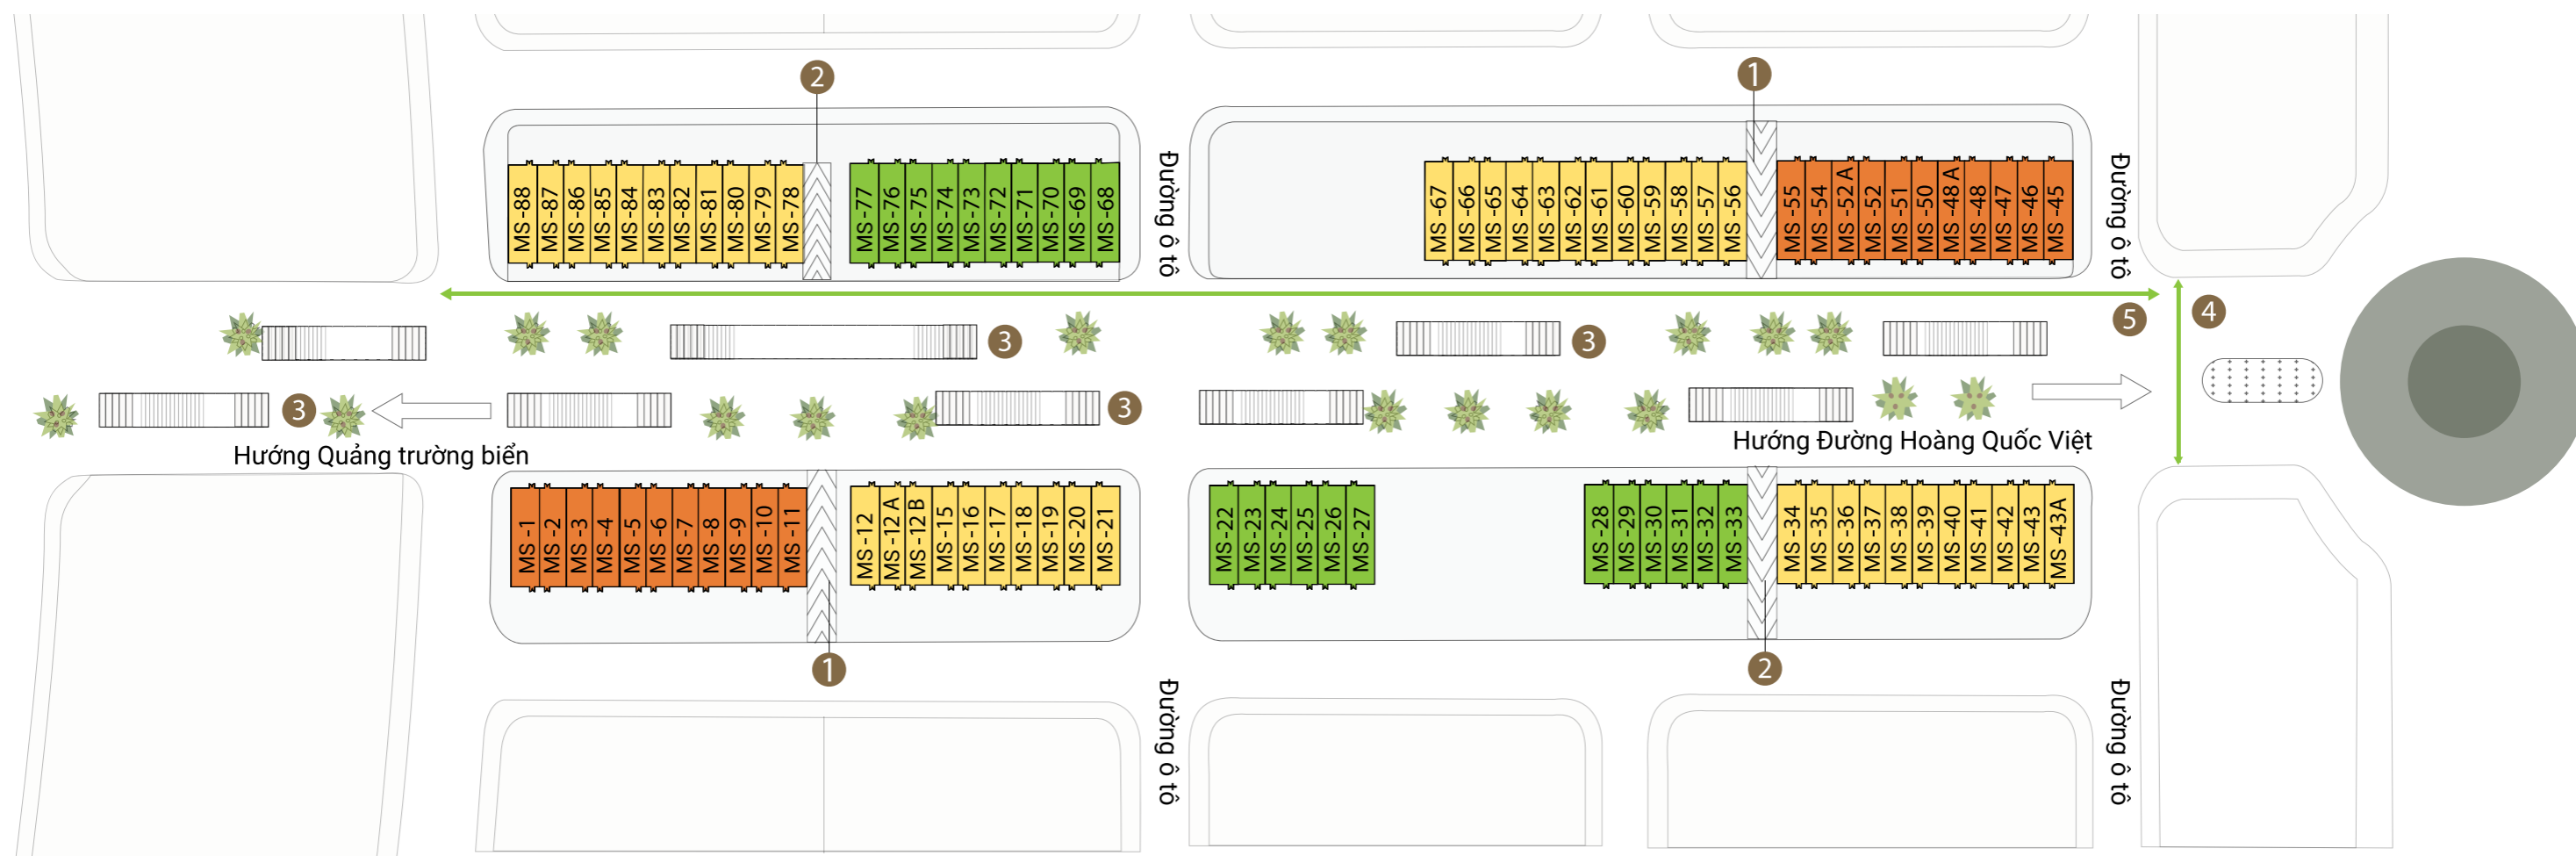 2
1
MS -88
MS -87
MS -86
MS -85
MS -84
MS -83
MS -82
MS -81
MS -80
MS -79
MS -78
MS -77
MS -76
MS -75
MS -74
MS -73
MS -72
MS -71
MS -70
MS -69
MS -68
Đường ô tô
MS -67
MS -66
MS -65
MS -64
MS -63
MS -62
MS -61
MS -60
MS -59
MS -58
MS -57
MS -56
MS -55
MS -54
MS -52 A
MS -52
MS -51
MS -50
MS -48 A
MS -48
MS -47
MS -46
MS -45
Đường ô tô
5
4
3
3
3
3
Hướng Quảng trường biển
Hướng Đường Hoàng Quốc Việt
MS -1
MS -2
MS -3
MS -4
MS -5
MS -6
MS -7
MS -8
MS -9
MS -10
MS -11
MS -12
MS -12 A
MS -12 B
MS -15
MS -16
MS -17
MS -18
MS -19
MS -20
MS -21
MS -22
MS -23
MS -24
MS -25
MS -26
MS -27
MS -28
MS -29
MS -30
MS -31
MS -32
MS -33
MS -34
MS -35
MS -36
MS -37
MS -38
MS -39
MS -40
MS -41
MS -42
MS -43
MS -43A
1
2
Đường ô tô
Đường ô tô